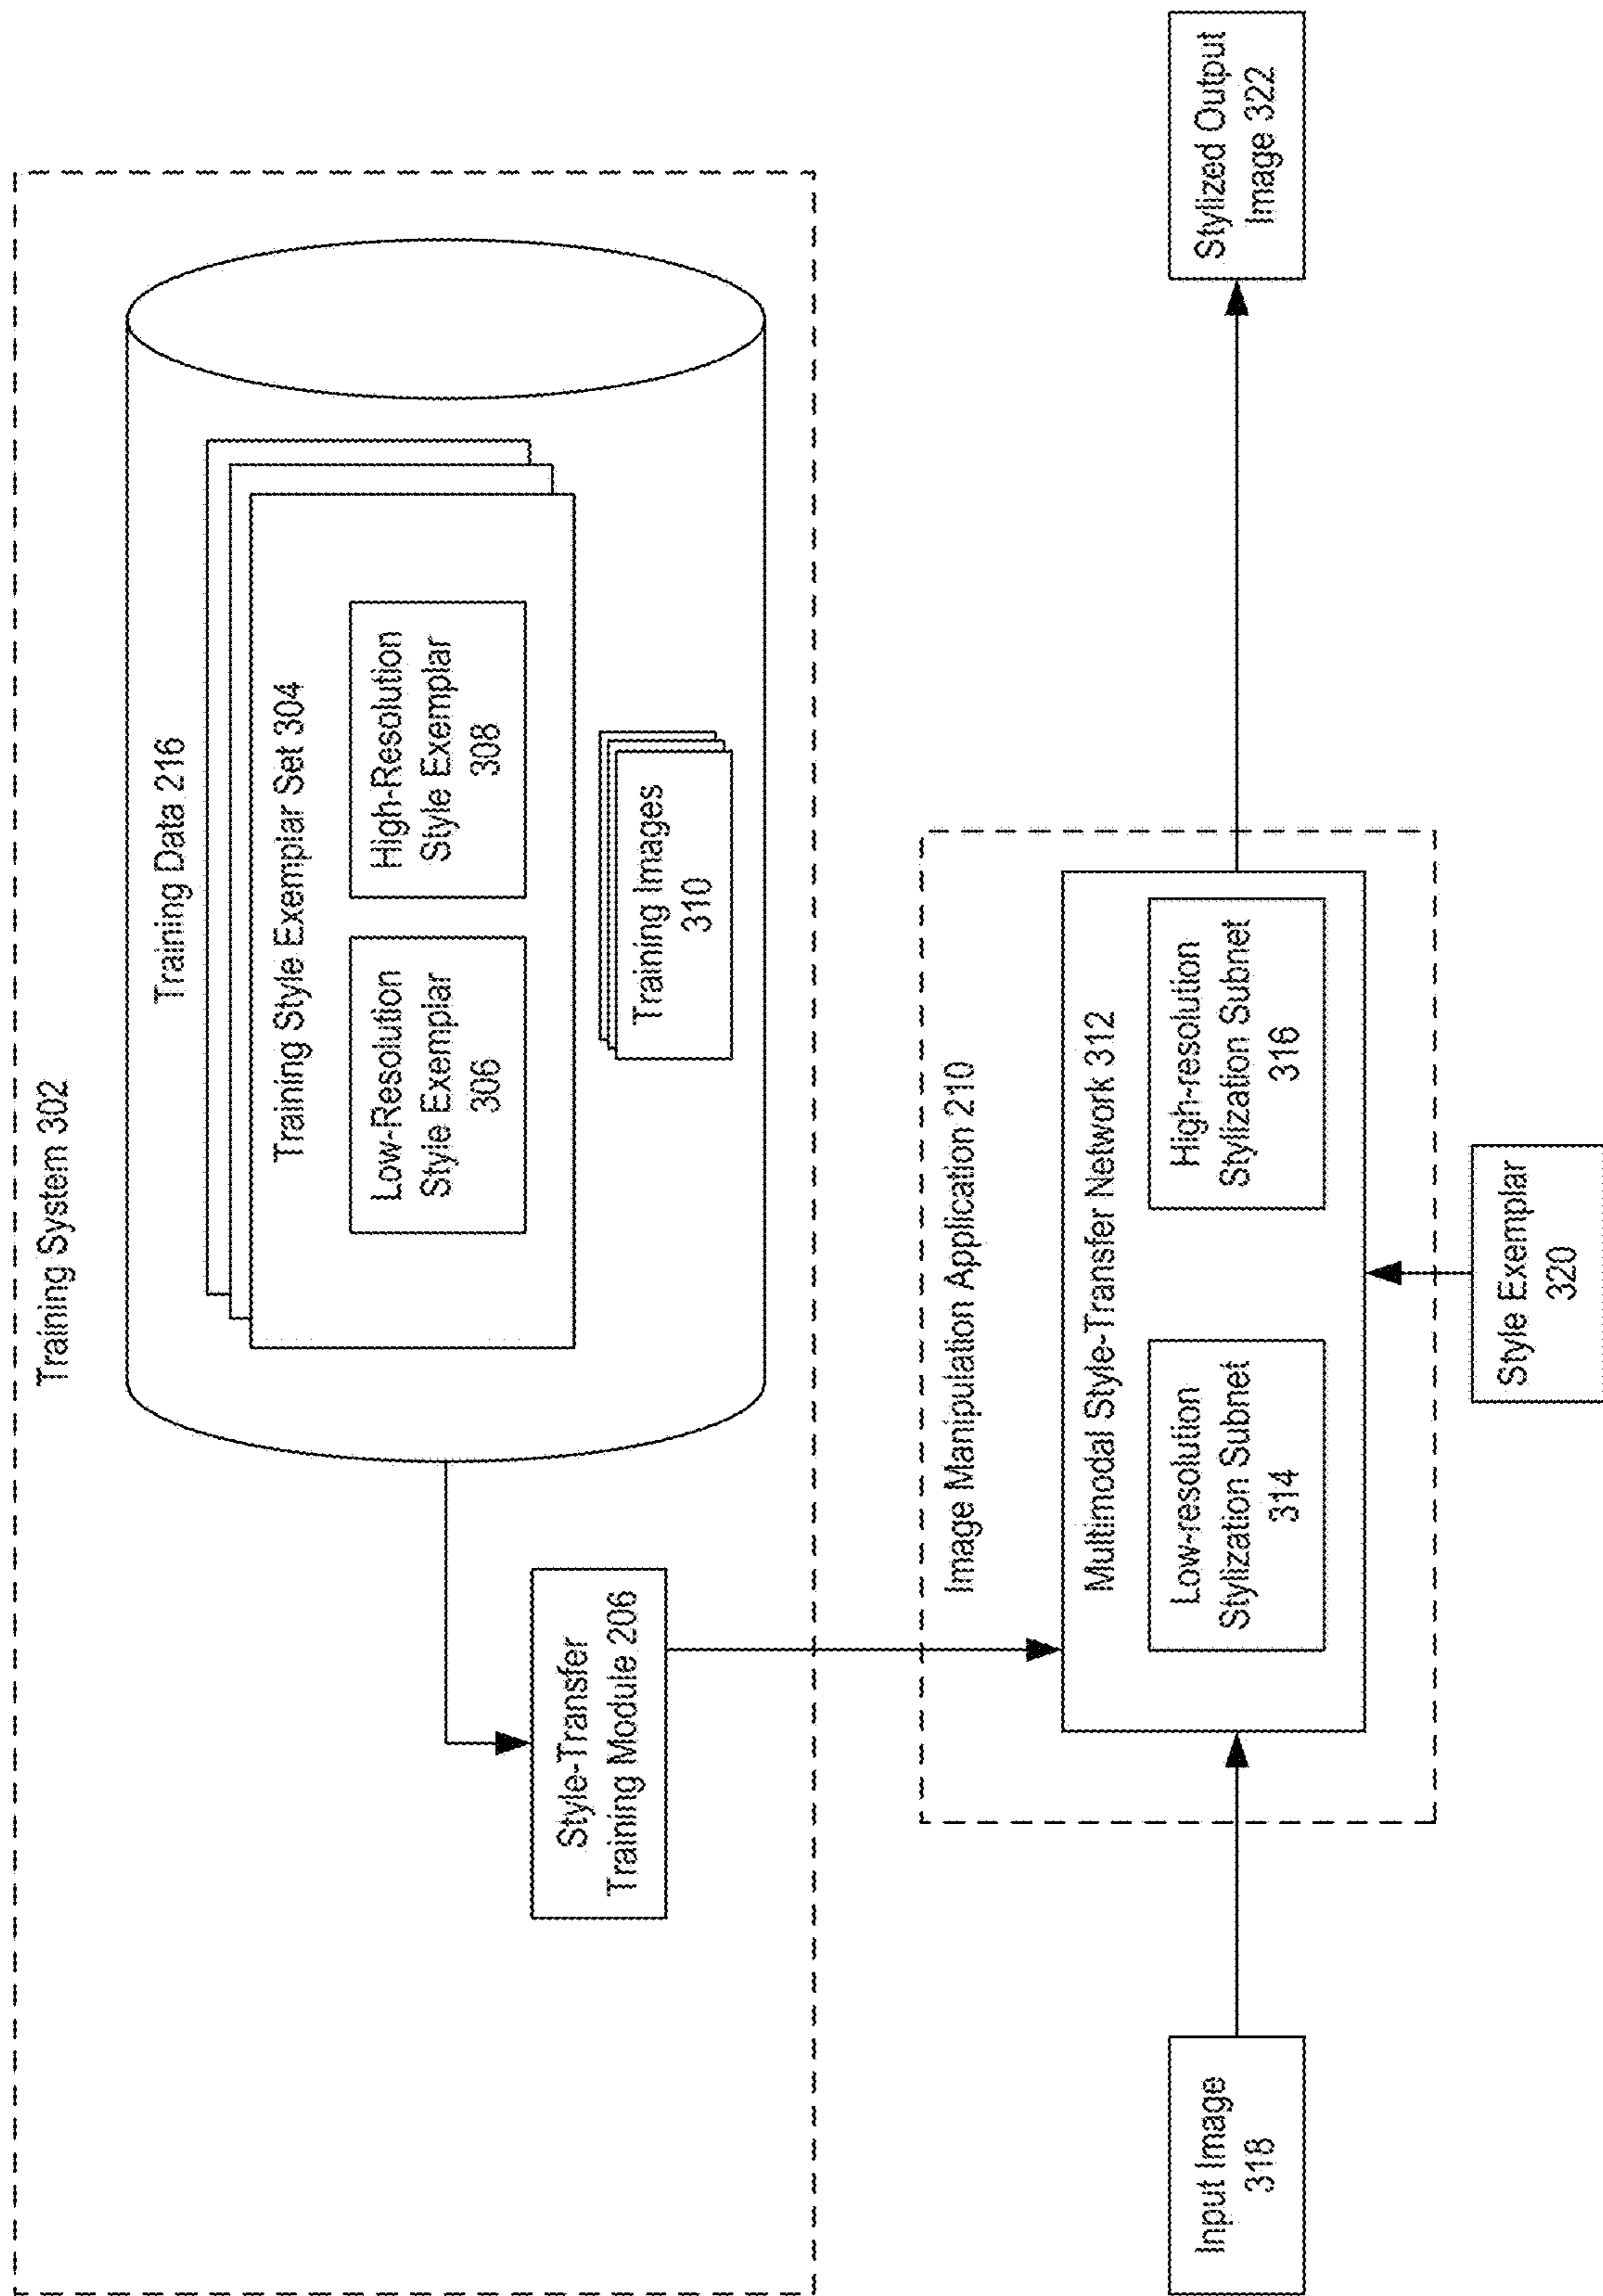 Training System 302
Training Data 216
Training Style Exemplar Set 304
Low-Resolution
Style Exemplar
306
High-Resolution
Style Exemplar
308
Training Images
310
Style-Transfer
Training Module 206
Image Manipulation Application 210
Multimodal Style-Transfer Network 312
Low-resolution
Stylization Subnet
314
High-resolution
Stylization Subnet
316
Input Image
318
Style Exemplar
320
Stylized Output
Image 322